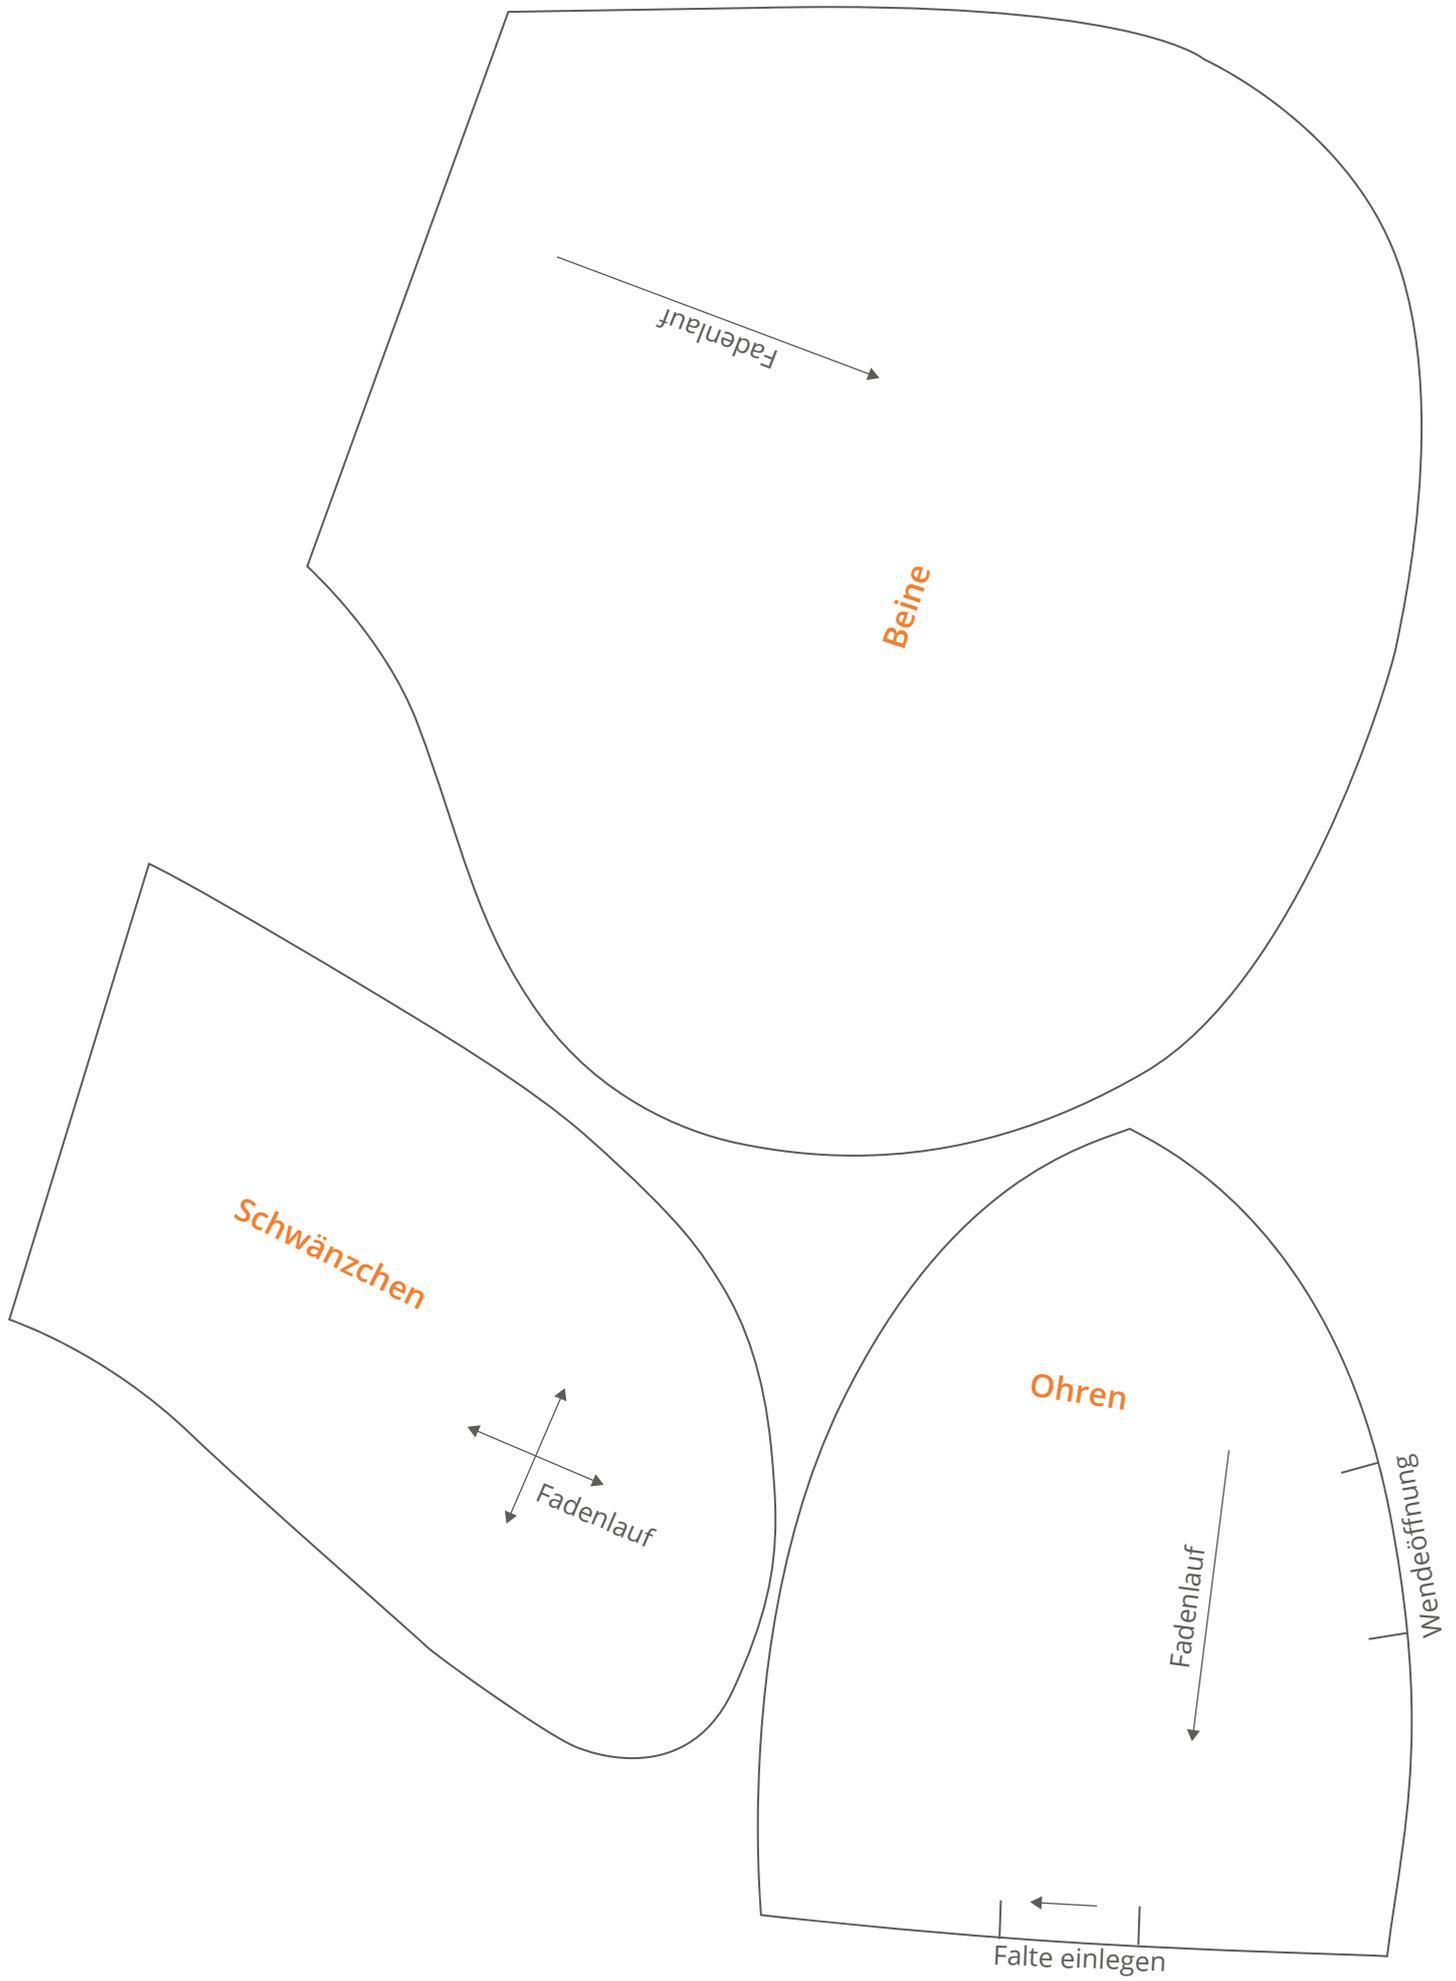 Fadenlauf
Beine
Schwänzchen
Fadenlauf
Ohren
Fadenlauf
Wendeöffnung
Falte einlegen